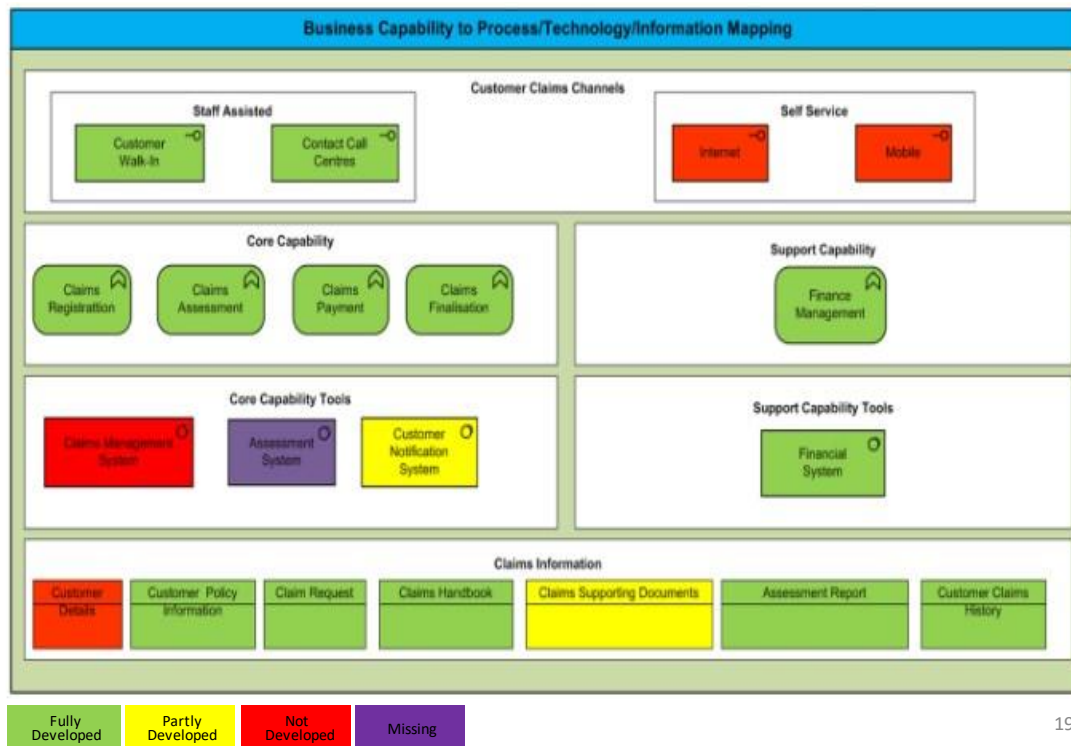 Business Capability to Process/Technology/Information Mapping
Customer Claims Channels
Staff Assisted
Customer
Walk-In
Contact Call
Centres
Self Service
Internet
Mobile
Core Capability
Claims
Registrattion
Claims
Assessment
Claims
Payment
Claims
Finalisation
Support Capability
Finance
Management
Core Capability Tools
Claims Management
System
Assessment
System
Customer
Notification
System
Support Capability Tools
Financial
System
Claims Information
Customer
Details
Customer Policy
Information
Claim Request
Claims Handbook
Claims Supporting Documents
Assessment Report
Customer Claims
History
Fully
Developed
Partly
Developed
Not
Developed
Missing
19